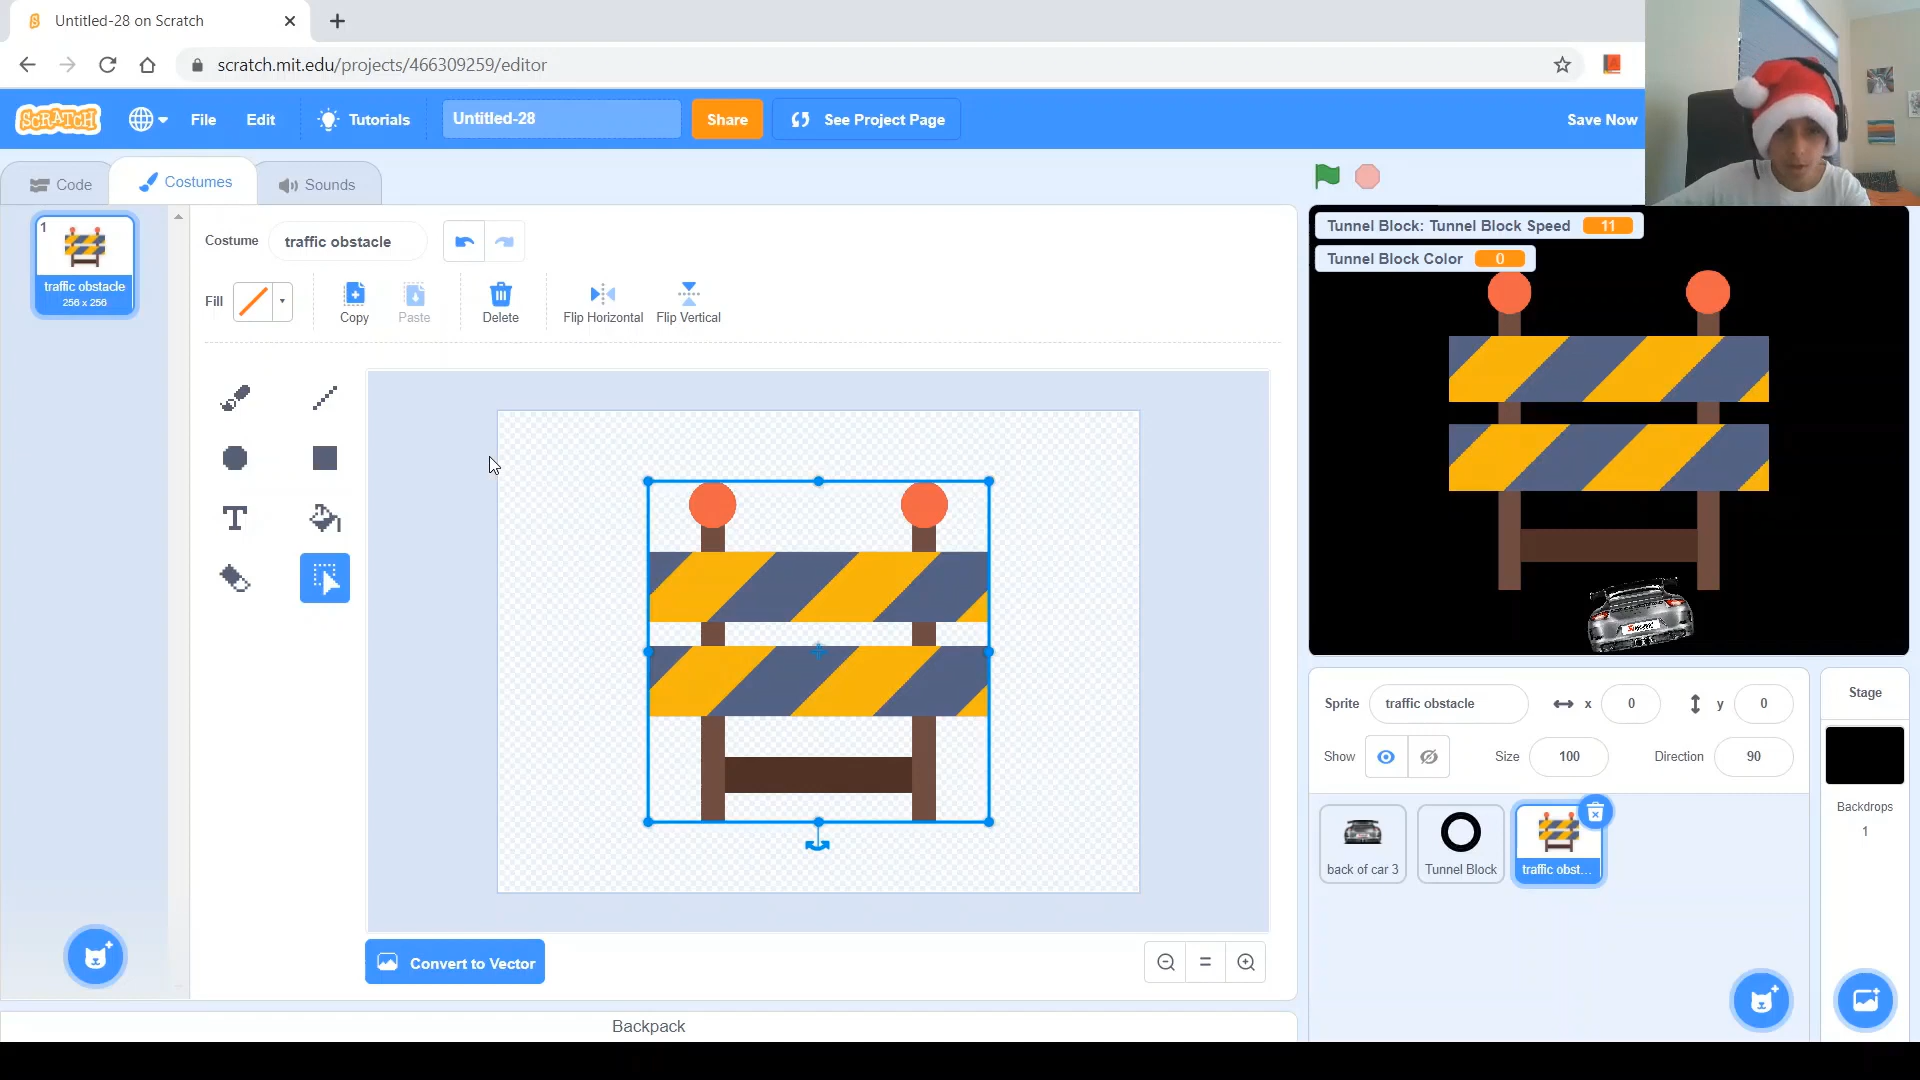 Untitled-28 on Scratch
scratch.mit.edu/projects/466309259/editor
SCRATCH
File
Edit
Tutorials
Untitled-28
Share
See Project Page
Save Now
Code
Costumes
Sounds
1
traffic obstacle
256 x 256
Costume
traffic obstacle
Fill
Copy
Paste
Delete
Flip Horizontal
Flip Vertical
T
Convert to Vector
Backpack
Tunnel Block: Tunnel Block Speed 11
Tunnel Block Color 0
Sprite
traffic obstacle
x
0
y
0
Show
Size
100
Direction
90
back of car 3
Tunnel Block
traffic obst...
Stage
Backdrops
1